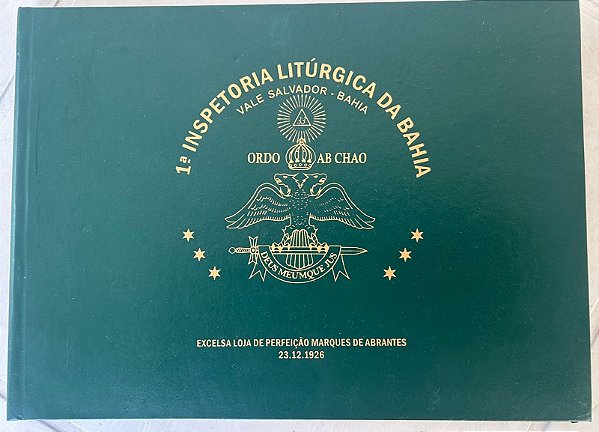 1ª INSPETORIA LITÚRGICA DA BAHIA
VALE SALVADOR - BAHIA
ORDO AB CHAO
DEUS MEUMQUE JUS
EXCELSA LOJA DE PERFEIÇÃO MARQUES DE ABRANTES
23.12.1926